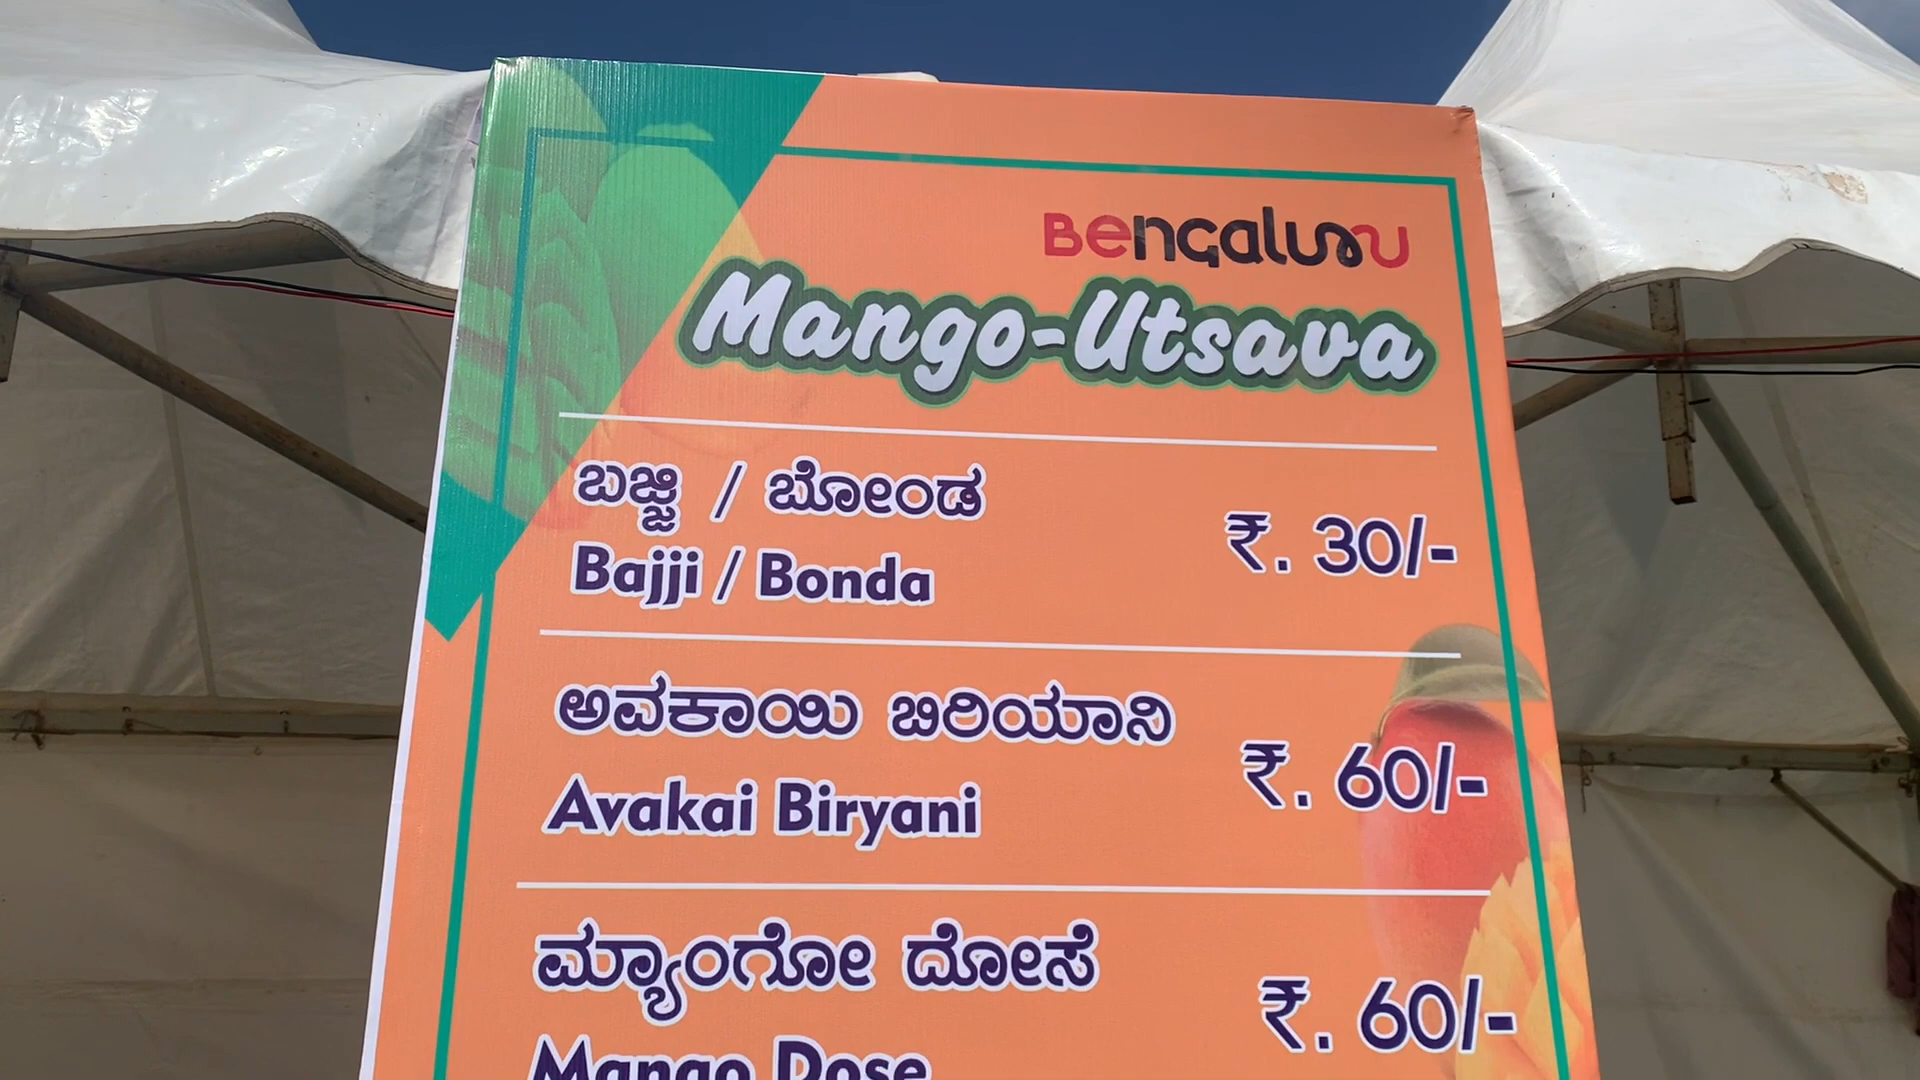 Bengaluru
Mango-Utsava
ಬಜ್ಜಿ / ಬೋಂಡ
Bajji / Bonda
₹. 30/-
ಅವಕಾಯಿ ಬಿರಿಯಾನಿ
Avakai Biryani
₹. 60/-
ಮ್ಯಾಂಗೋ ದೋಸೆ
Mango Dose
₹. 60/-